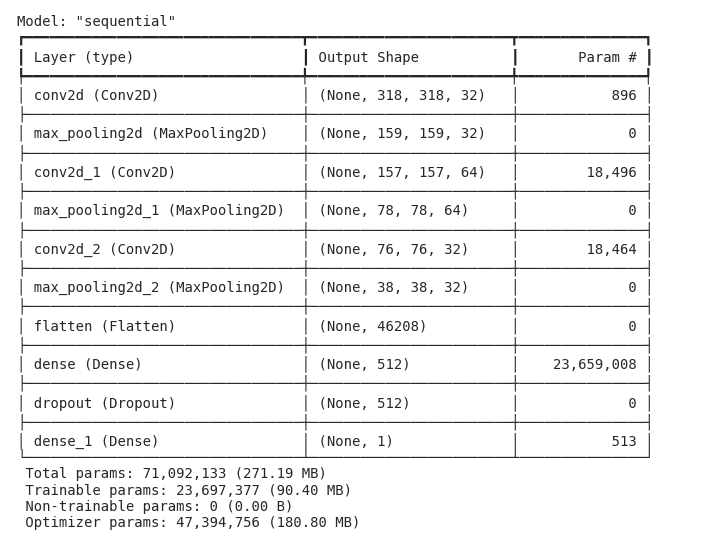 Model: "sequential"
Layer (type) Output Shape Param #
conv2d (Conv2D) (None, 318, 318, 32) 896
max_pooling2d (MaxPooling2D) (None, 159, 159, 32) 0
conv2d_1 (Conv2D) (None, 157, 157, 64) 18,496
max_pooling2d_1 (MaxPooling2D) (None, 78, 78, 64) 0
conv2d_2 (Conv2D) (None, 76, 76, 32) 18,464
max_pooling2d_2 (MaxPooling2D) (None, 38, 38, 32) 0
flatten (Flatten) (None, 46208) 0
dense (Dense) (None, 512) 23,659,008
dropout (Dropout) (None, 512) 0
dense_1 (Dense) (None, 1) 513
Total params: 71,092,133 (271.19 MB)
Trainable params: 23,697,377 (90.40 MB)
Non-trainable params: 0 (0.00 B)
Optimizer params: 47,394,756 (180.80 MB)